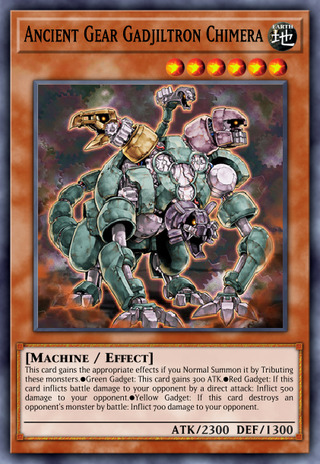 ANCIENT GEAR GADJILTRON CHIMERA
EARTH
地
[MACHINE / EFFECT]
This card gains the appropriate effects if you Normal Summon it by Tributing
these monsters.●Green Gadget: This card gains 300 ATK.●Red Gadget: If this card
inflicts battle damage to your opponent by a direct attack: Inflict 500
damage to your opponent.●Yellow Gadget: If this card destroys an
opponent's monster by battle: Inflict 700 damage to your opponent.
ATK/2300 DEF/1300